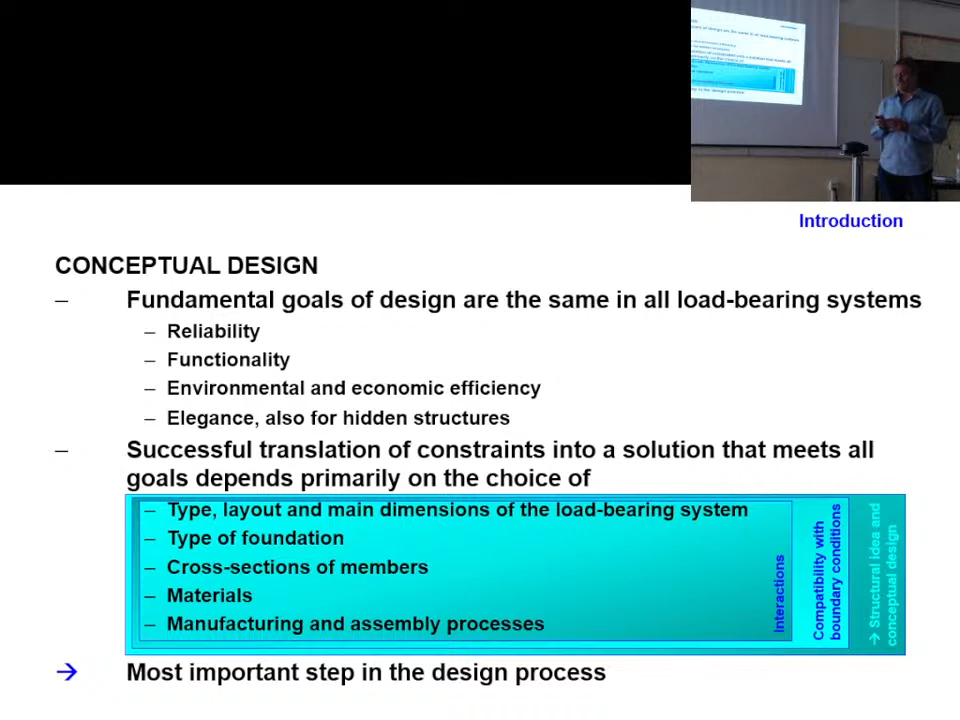 Introduction
CONCEPTUAL DESIGN
– Fundamental goals of design are the same in all load-bearing systems
– Reliability
– Functionality
– Environmental and economic efficiency
– Elegance, also for hidden structures
– Successful translation of constraints into a solution that meets all
goals depends primarily on the choice of
– Type, layout and main dimensions of the load-bearing system
– Type of foundation
– Cross-sections of members
– Materials
– Manufacturing and assembly processes
Interactions
Compatibility with
boundary conditions
→ Structural idea and
conceptual design
→ Most important step in the design process